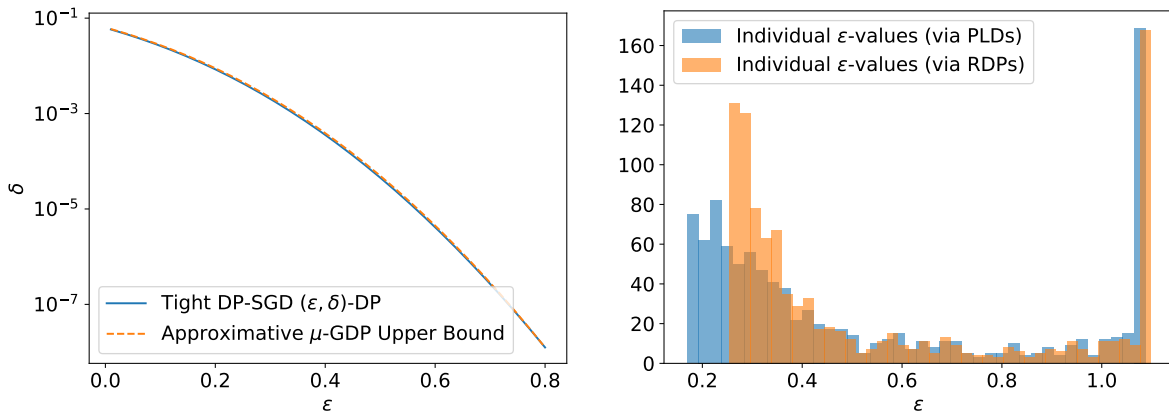 10⁻¹
10⁻³
10⁻⁵
10⁻⁷
δ
Tight DP-SGD (ε, δ)-DP
Approximative μ-GDP Upper Bound
0.0 0.2 0.4 0.6 0.8
ε
160
140
120
100
80
60
40
20
0
Individual ε-values (via PLDs)
Individual ε-values (via RDPs)
0.2 0.4 0.6 0.8 1.0
ε